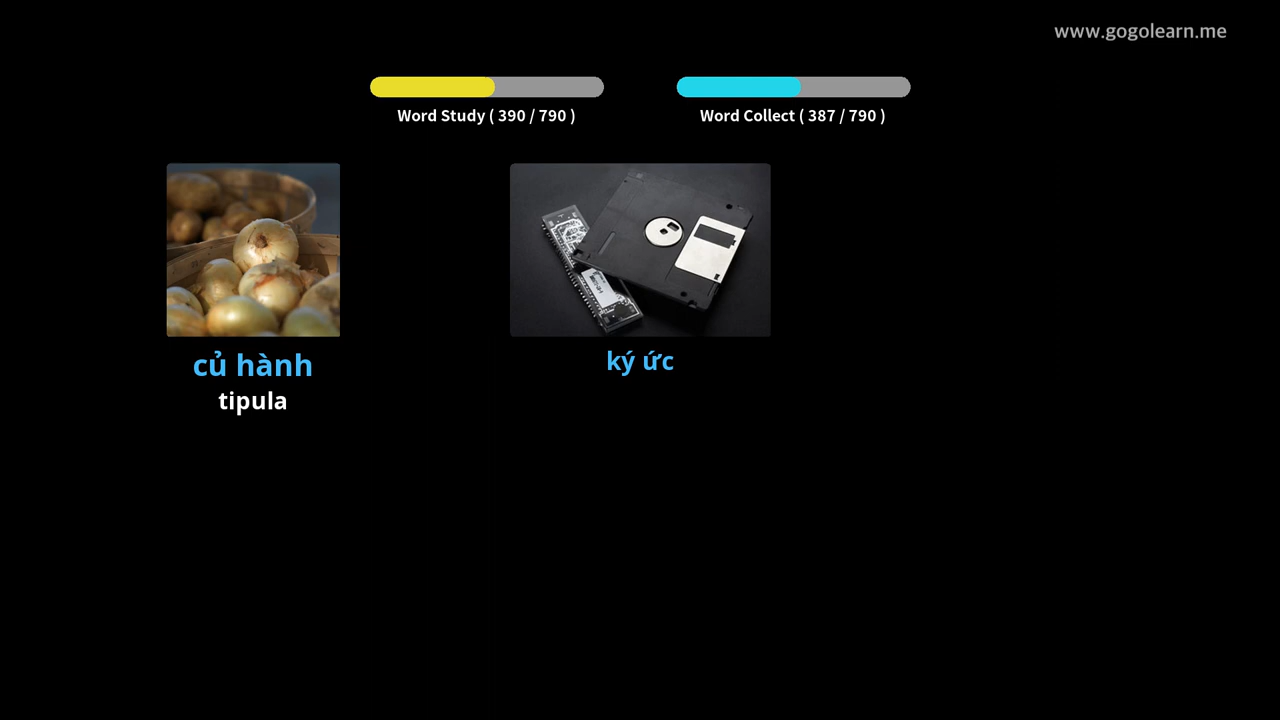 www.gogolearn.me
Word Study ( 390 / 790 )
Word Collect ( 387 / 790 )
củ hành
tipula
ký ức